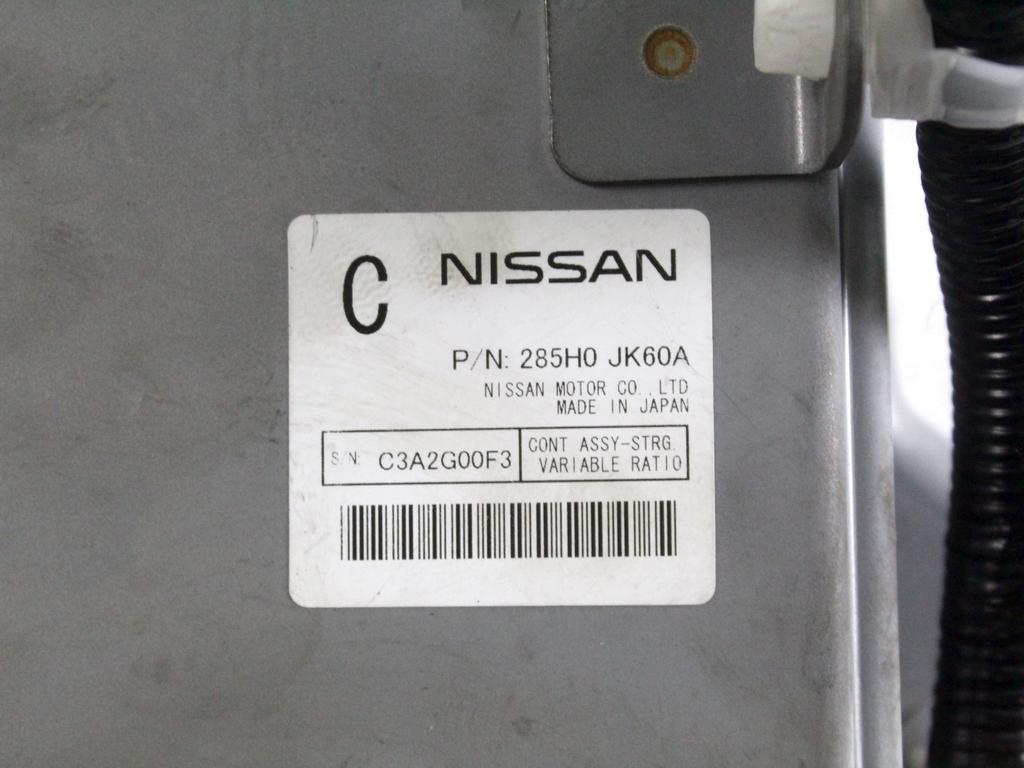 C NISSAN
P/N: 285H0 JK60A
NISSAN MOTOR CO., LTD
MADE IN JAPAN
S/N: C3A2G00F3
CONT ASSY-STRG.
VARIABLE RATIO